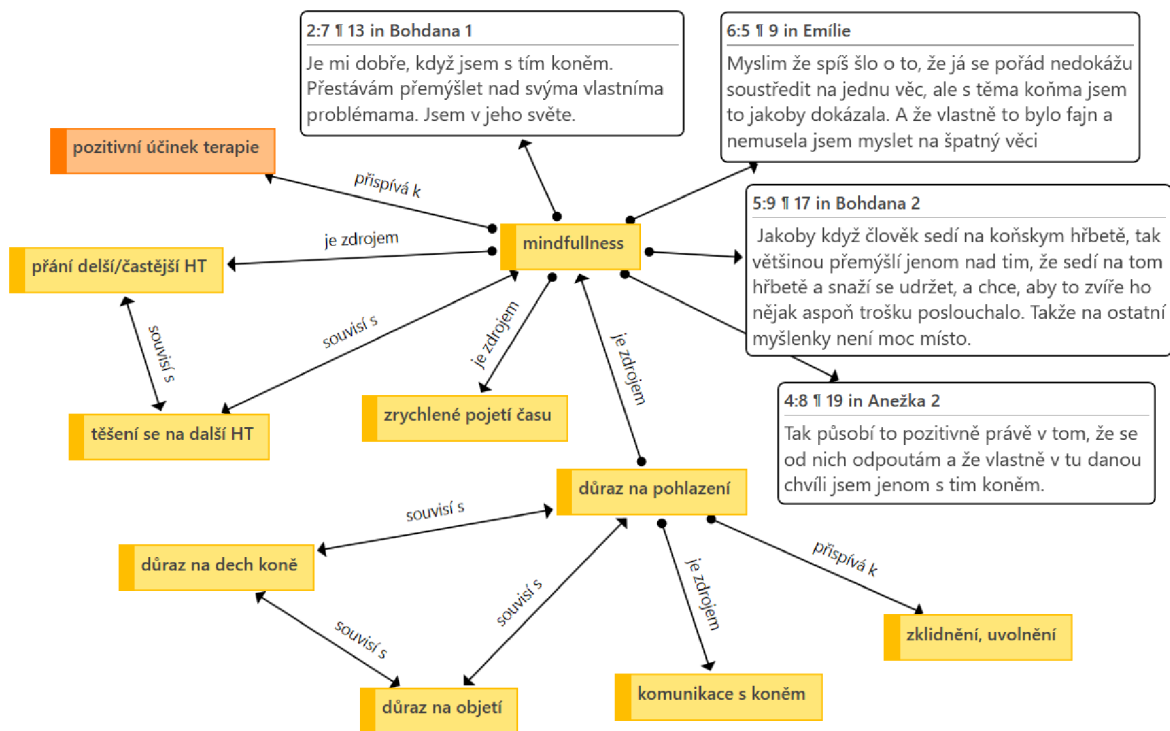 2:7 ¶ 13 in Bohdana 1
Je mi dobře, když jsem s tím koněm.
Přestávám přemýšlet nad svýma vlastníma
problémama. Jsem v jeho světe.
6:5 ¶ 9 in Emílie
Myslim že spíš šlo o to, že já se pořád nedokážu
soustředit na jednu věc, ale s těma koňma jsem
to jakoby dokázala. A že vlastně to bylo fajn a
nemusela jsem myslet na špatný věci
pozitivní účinek terapie
přispívá k
5:9 ¶ 17 in Bohdana 2
Jakoby když člověk sedí na koňskym hřbetě, tak
většinou přemýšlí jenom nad tim, že sedí na tom
hřbetě a snaží se udržet, a chce, aby to zvíře ho
nějak aspoň trošku poslouchalo. Takže na ostatní
myšlenky není moc místo.
mindfullness
je zdrojem
přání delší/častější HT
souvisí s
souvisí s
je zdrojem
je zdrojem
4:8 ¶ 19 in Anežka 2
Tak působí to pozitivně právě v tom, že se
od nich odpoutám a že vlastně v tu danou
chvíli jsem jenom s tim koněm.
zrychlené pojetí času
těšení se na další HT
důraz na pohlazení
souvisí s
důraz na dech koně
přispívá k
je zdrojem
souvisí s
souvisí s
zklidnění, uvolnění
komunikace s koněm
důraz na objetí